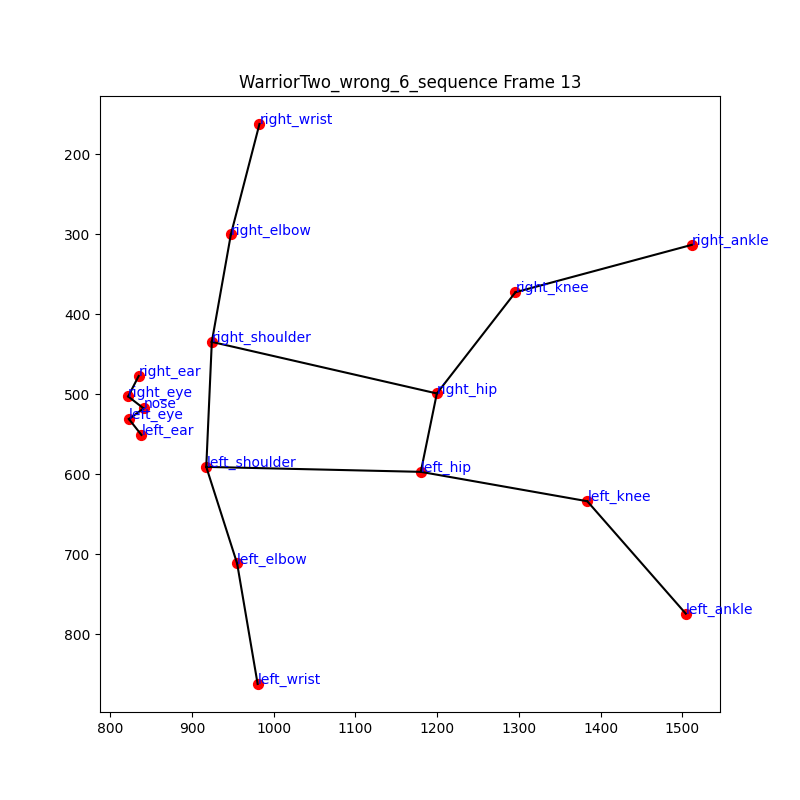 WarriorTwo_wrong_6_sequence Frame 13
right_wrist
right_elbow
right_ankle
right_knee
right_shoulder
right_ear
right_eye
right_hip
nose
left_eye
left_ear
left_shoulder
left_hip
left_knee
left_elbow
left_ankle
left_wrist
200
300
400
500
600
700
800
800 900 1000 1100 1200 1300 1400 1500